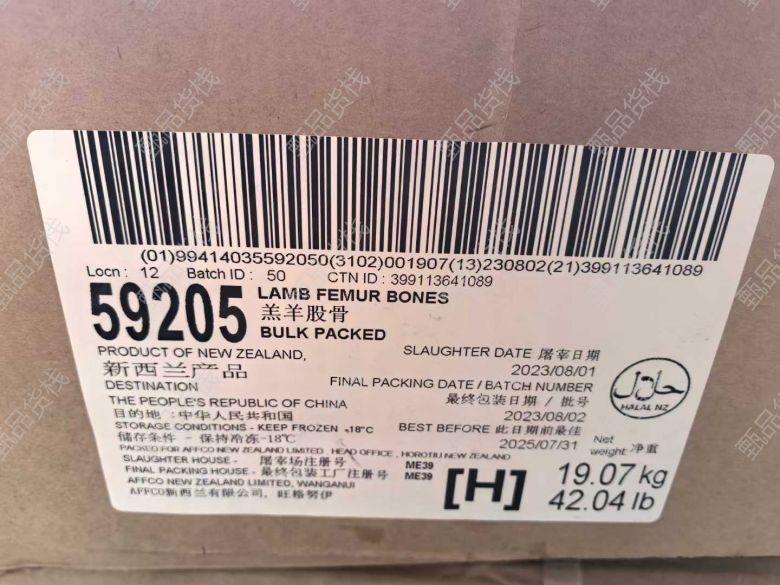 (01)99414035592050(3102)001907(13)230802(21)399113641089
Locn : 12 Batch ID : 50 CTN ID : 399113641089
59205 LAMB FEMUR BONES
羔羊股骨
BULK PACKED
PRODUCT OF NEW ZEALAND,
新西兰产品
DESTINATION
THE PEOPLE'S REPUBLIC OF CHINA
目的地 :中华人民共和国
STORAGE CONDITIONS - KEEP FROZEN ≤18°C
储存条件 - 保持冷冻-18℃
SLAUGHTER DATE 屠宰日期
2023/08/01
FINAL PACKING DATE / BATCH NUMBER
最终包装日期 / 批号
2023/08/02
BEST BEFORE 此日期前最佳
2025/07/31
حلال
HALAL NZ
PACKED FOR AFFCO NEW ZEALAND LIMITED HEAD OFFICE , HOROTIU NEW ZEALAND
SLAUGHTER HOUSE - 屠宰场注册号 ME39
FINAL PACKING HOUSE - 最终包装工厂注册号 ME39
AFFCO NEW ZEALAND LIMITED, WANGANUI
AFFCO新西兰有限公司, 旺格努伊
[H]
Net weight 净重
19.07 kg
42.04 lb
甄品货栈